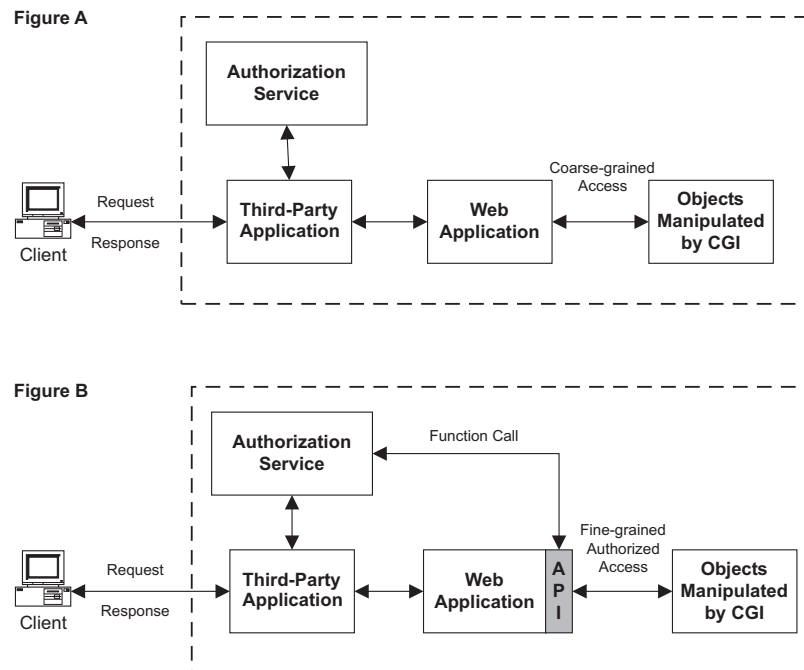 Figure A
Authorization
Service
Request
Response
Client
Third-Party
Application
Web
Application
Coarse-grained
Access
Objects
Manipulated
by CGI
Figure B
Authorization
Service
Function Call
Request
Response
Client
Third-Party
Application
Web
Application
A
P
I
Fine-grained
Authorized
Access
Objects
Manipulated
by CGI